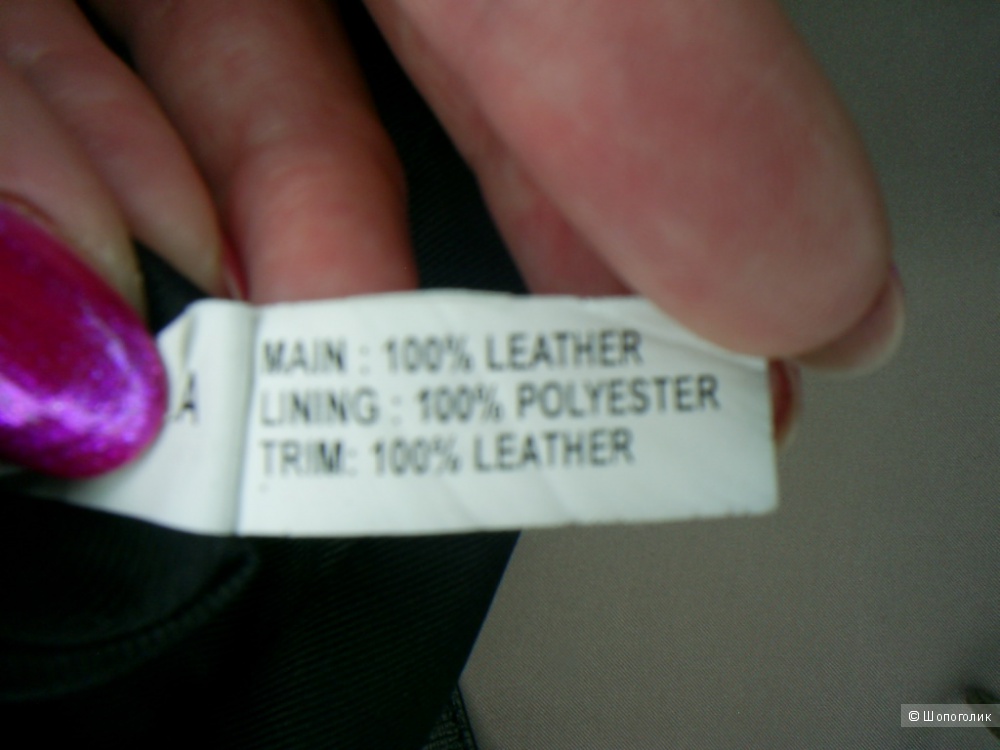 MAIN : 100% LEATHER
LINING : 100% POLYESTER
TRIM: 100% LEATHER
© Шопоголик